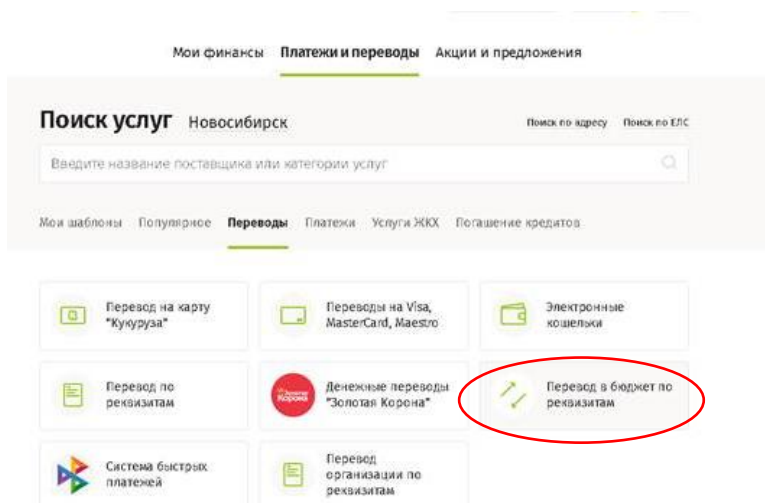 Мои финансы Платежи и переводы Акции и предложения
Поиск услуг Новосибирск Поиск по адресу Поиск по ЕЛС
Введите название поставщика или категории услуг
Мои шаблоны Популярное Переводы Платежи Услуги ЖКХ Погашение кредитов
Перевод на карту
"Кукуруза"
Переводы на Visa,
MasterCard, Maestro
Электронные
кошельки
Перевод по
реквизитам
Корона
Денежные переводы
"Золотая Корона"
Перевод в бюджет по
реквизитам
Система быстрых
платежей
Перевод
организации по
реквизитам